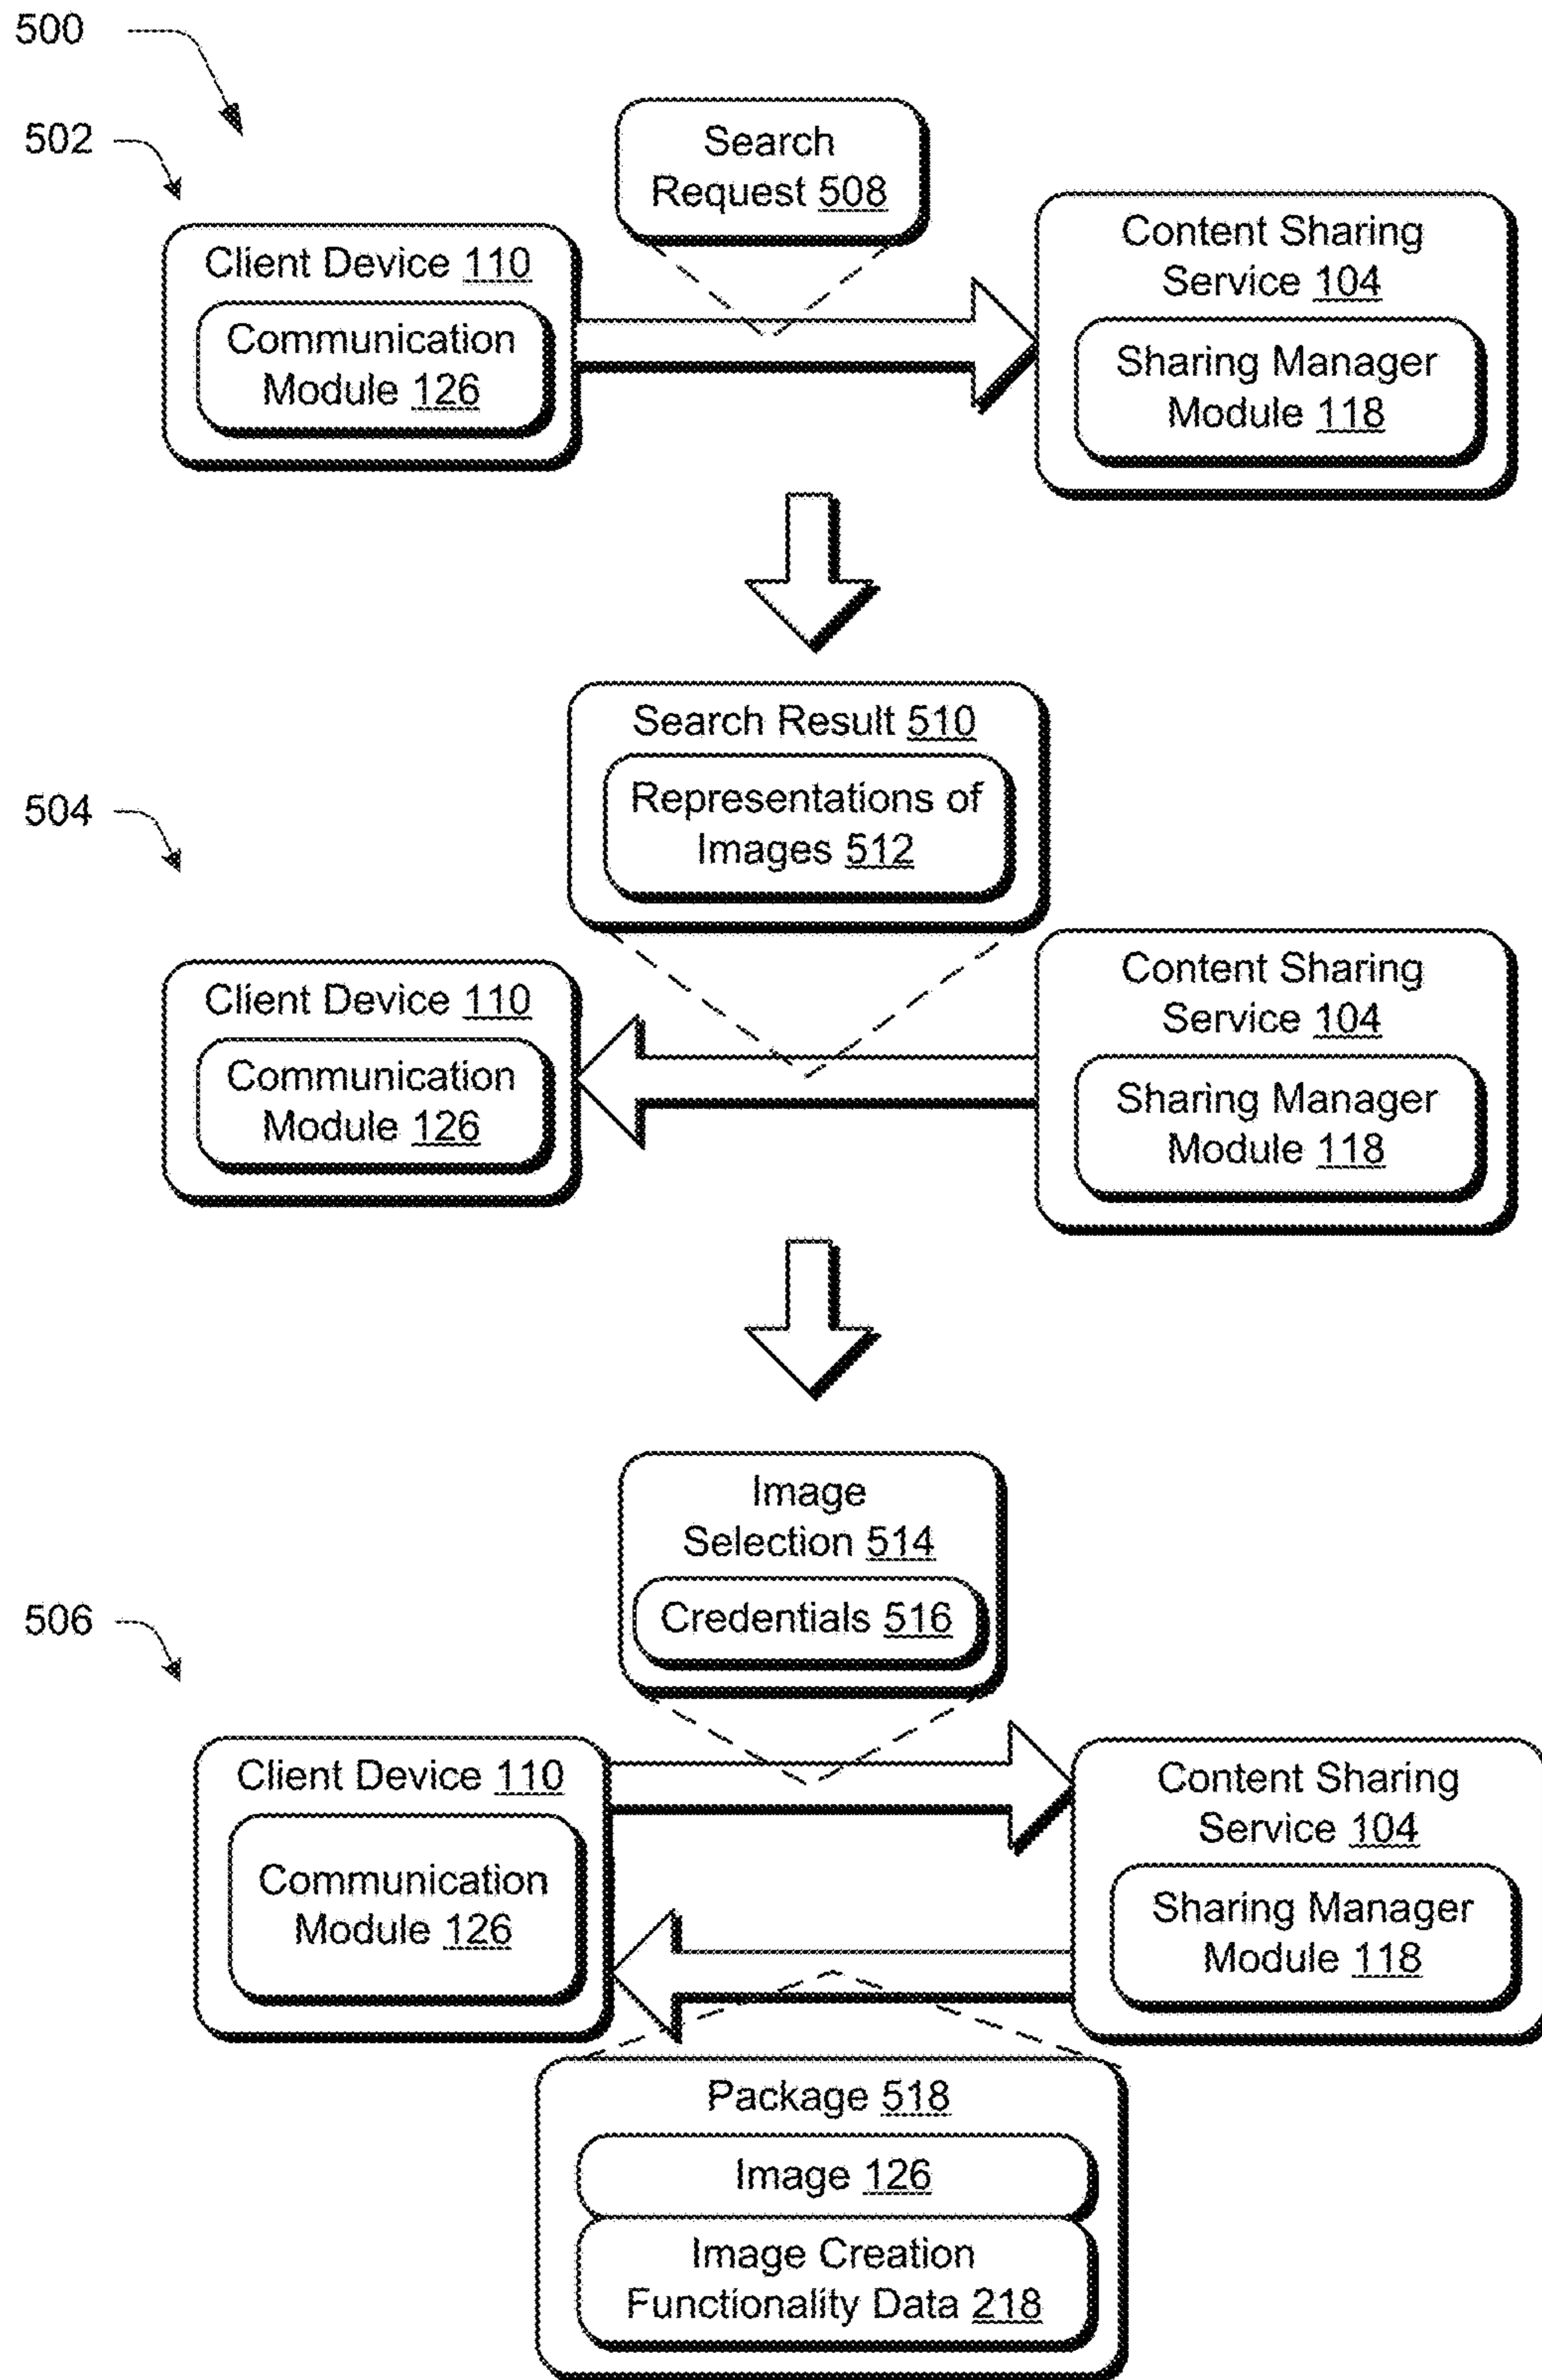 500
502
Search
Request 508
Client Device 110
Communication
Module 126
Content Sharing
Service 104
Sharing Manager
Module 118
504
Search Result 510
Representations of
Images 512
Client Device 110
Communication
Module 126
Content Sharing
Service 104
Sharing Manager
Module 118
506
Image
Selection 514
Credentials 516
Client Device 110
Communication
Module 126
Content Sharing
Service 104
Sharing Manager
Module 118
Package 518
Image 126
Image Creation
Functionality Data 218